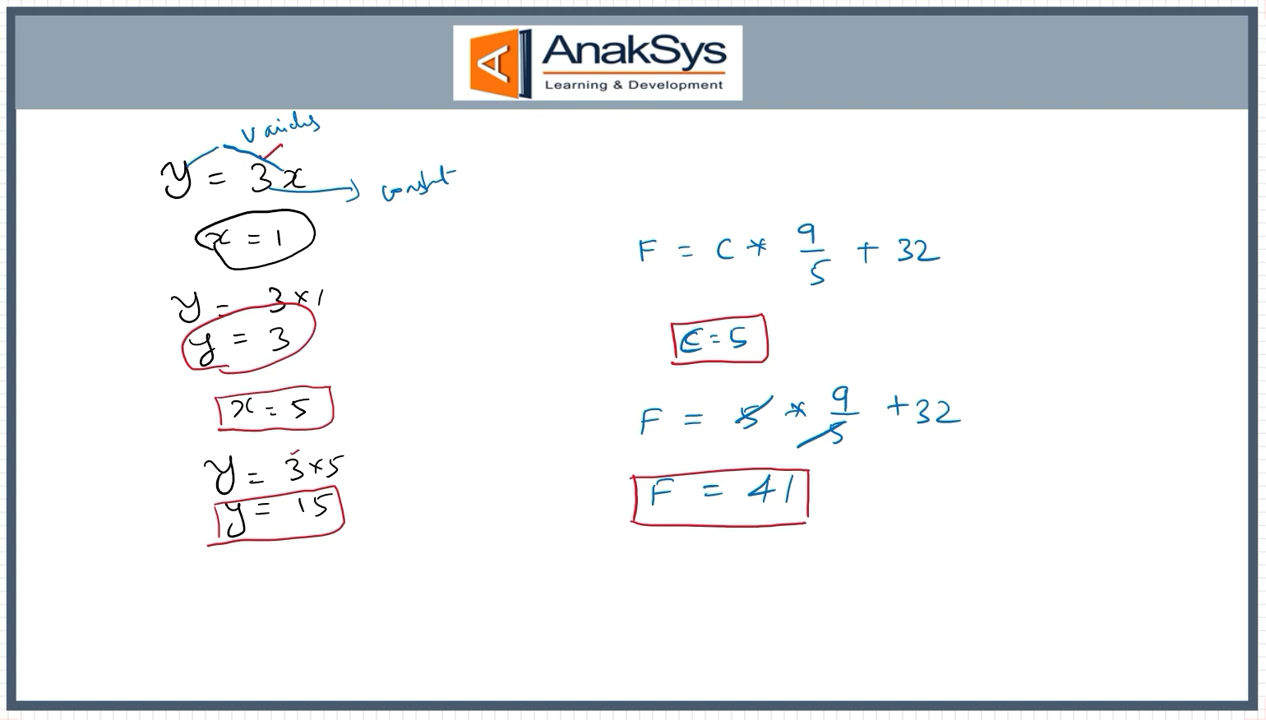 AnakSys
Learning & Development
y = 3x
x = 1
y = 3 × 1
y = 3
x = 5
y = 3 × 5
y = 15
F = C * 9/5 + 32
C = 5
F = 5 * 9/5 + 32
F = 41